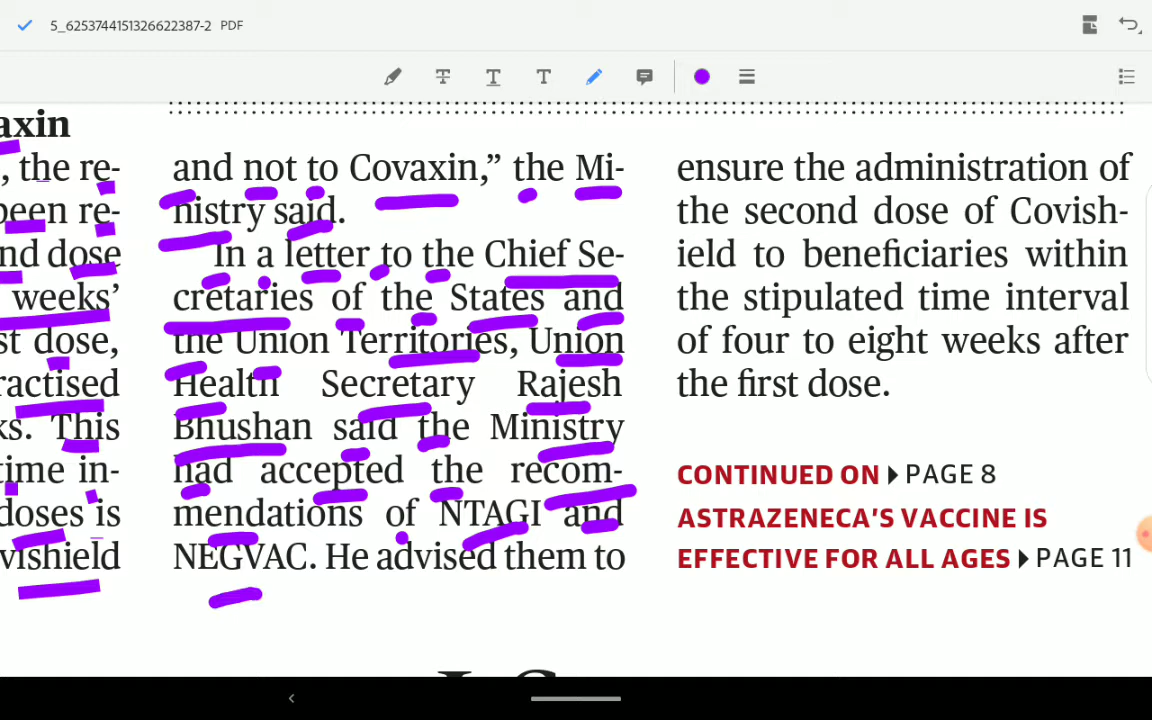 5_6253744151326622387-2 PDF
axin
, the re-
been re-
nd dose
weeks'
st dose,
ractised
ks. This
time in-
doses is
vishield
and not to Covaxin,” the Mi-
nistry said.
In a letter to the Chief Se-
cretaries of the States and
the Union Territories, Union
Health Secretary Rajesh
Bhushan said the Ministry
had accepted the recom-
mendations of NTAGI and
NEGVAC. He advised them to
ensure the administration of
the second dose of Covish-
ield to beneficiaries within
the stipulated time interval
of four to eight weeks after
the first dose.
CONTINUED ON PAGE 8
ASTRAZENECA’S VACCINE IS
EFFECTIVE FOR ALL AGES PAGE 11